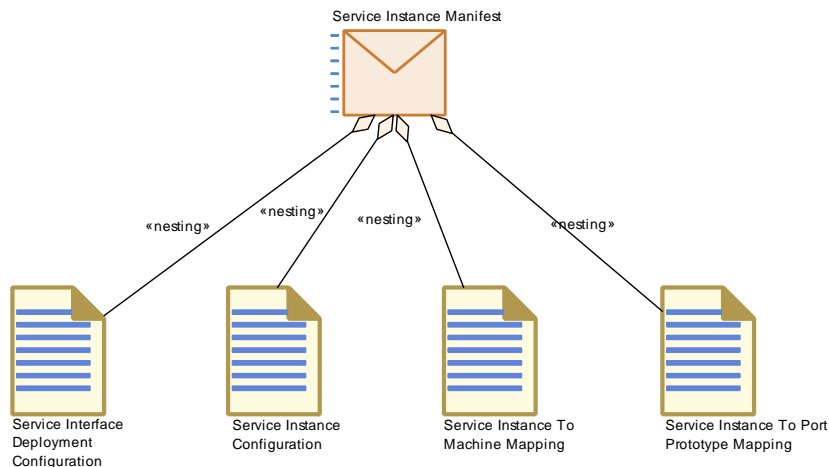 Service Instance Manifest
«nesting»
«nesting»
«nesting»
«nesting»
Service Interface
Deployment
Configuration
Service Instance
Configuration
Service Instance To
Machine Mapping
Service Instance To Port
Prototype Mapping